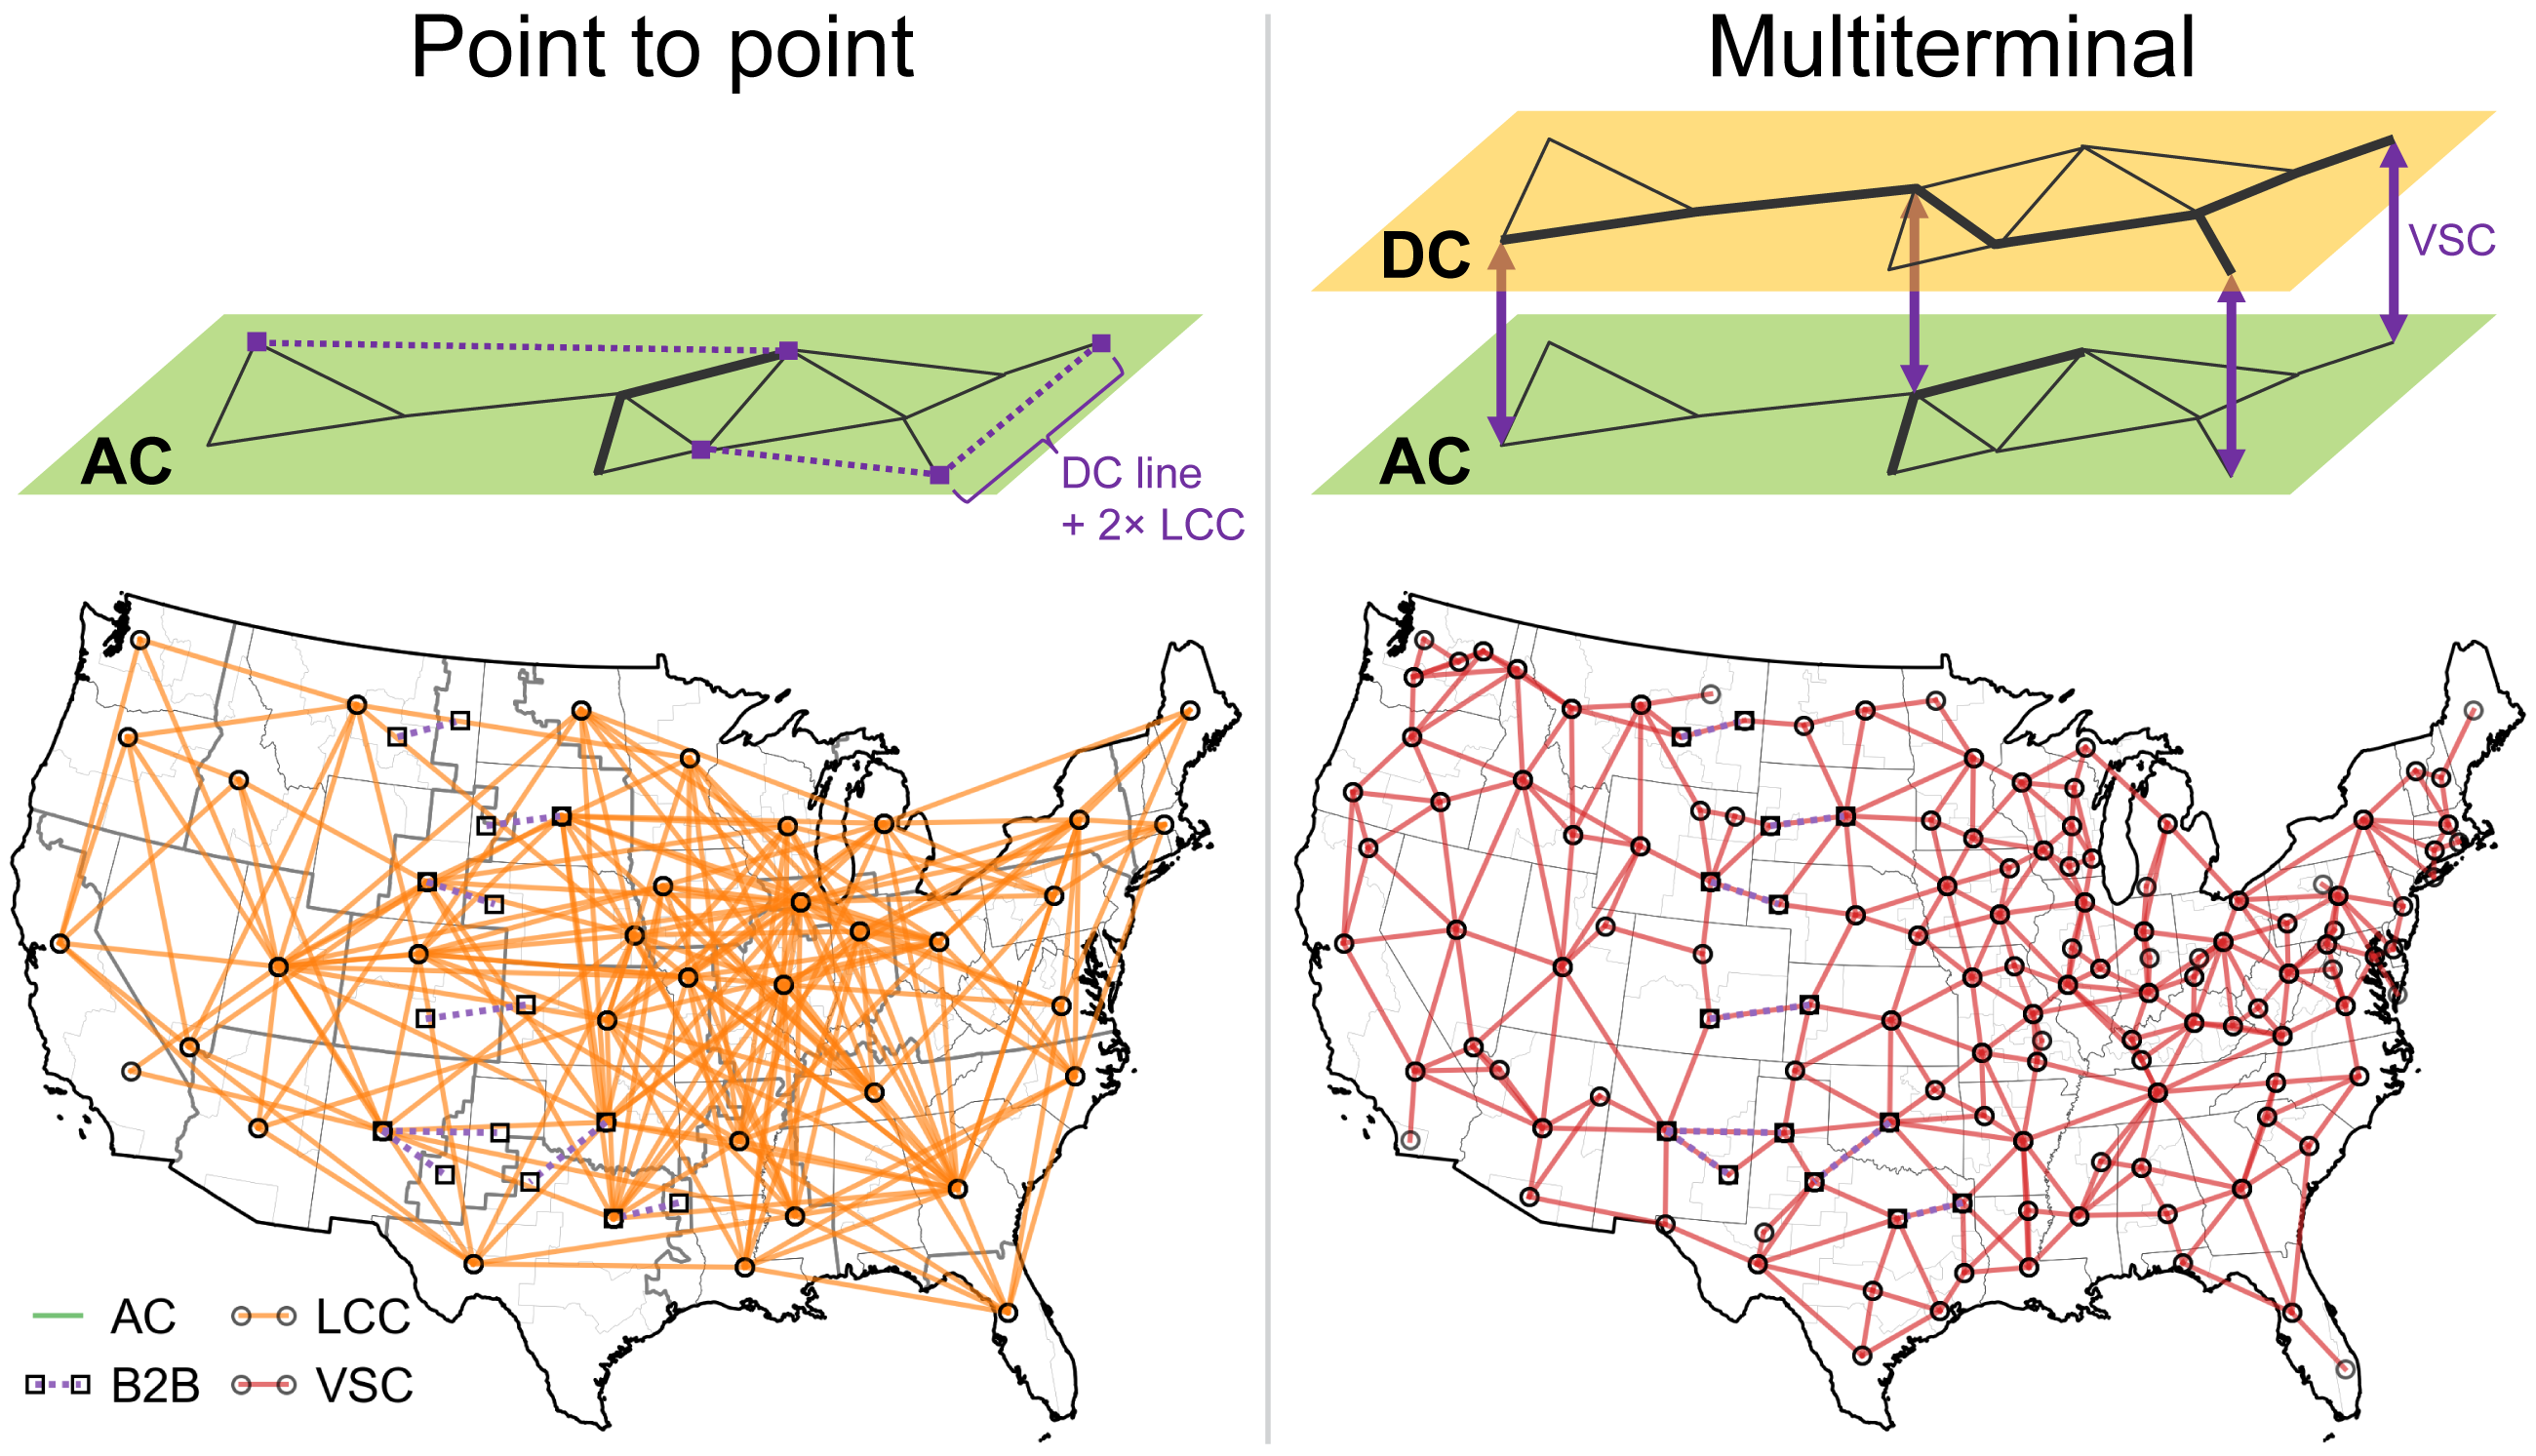 Point to point
AC
DC line
+ 2× LCC
AC
LCC
B2B
VSC
Multiterminal
DC
VSC
AC